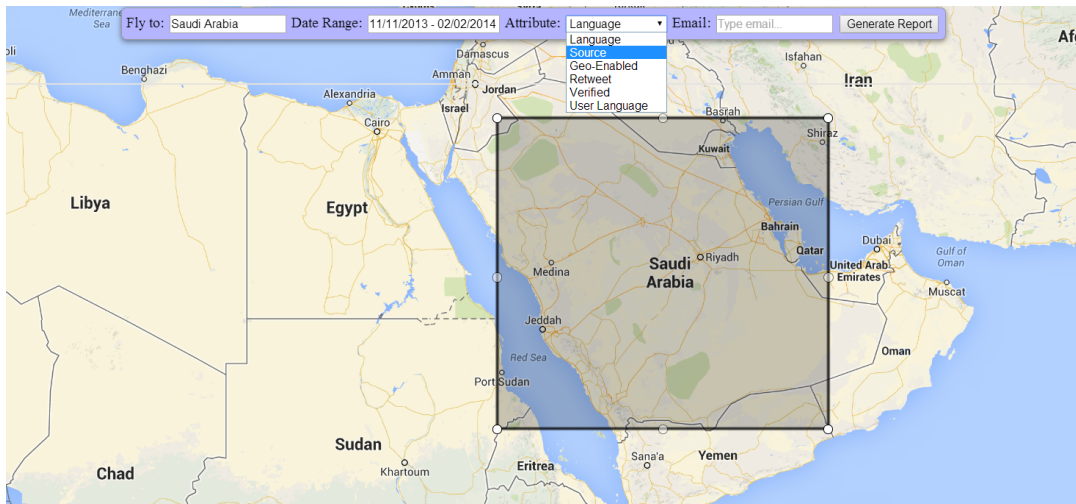 Fly to: Saudi Arabia Date Range: 11/11/2013 - 02/02/2014 Attribute: Language Email: Type email... Generate Report
Language
Source
Geo-Enabled
Retweet
Verified
User Language
Sea
Damascus
Isfahan
Benghazi
Amman
Jordan
Iran
Alexandria
Israel
Cairo
Basrah
Shiraz
Kuwait
Libya
Egypt
Persian Gulf
Bahrain
Dubai
Qatar
Gulf of
Oman
Medina
Saudi
Arabia
Riyadh
United Arab
Emirates
Muscat
Jeddah
Red Sea
Oman
Port Sudan
Sudan
Khartoum
Eritrea
Sana'a
Yemen
Chad